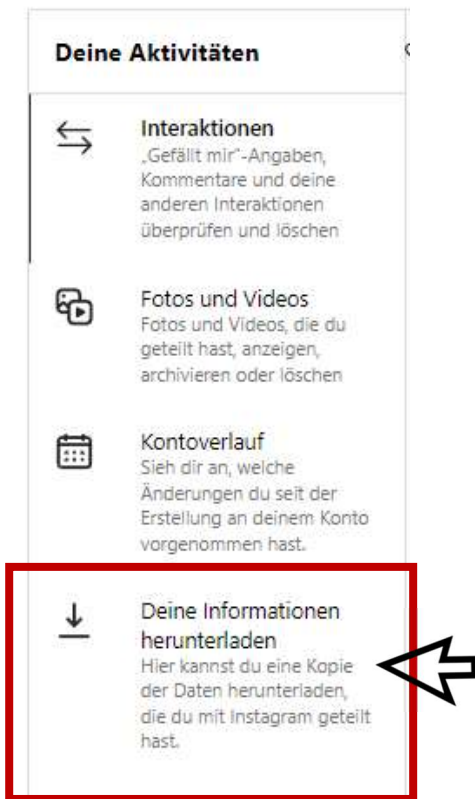 Deine Aktivitäten
Interaktionen
„Gefällt mir"-Angaben,
Kommentare und deine
anderen Interaktionen
überprüfen und löschen
Fotos und Videos
Fotos und Videos, die du
geteilt hast, anzeigen,
archivieren oder löschen
Kontoverlauf
Sieh dir an, welche
Änderungen du seit der
Erstellung an deinem Konto
vorgenommen hast.
Deine Informationen
herunterladen
Hier kannst du eine Kopie
der Daten herunterladen,
die du mit Instagram geteilt
hast.